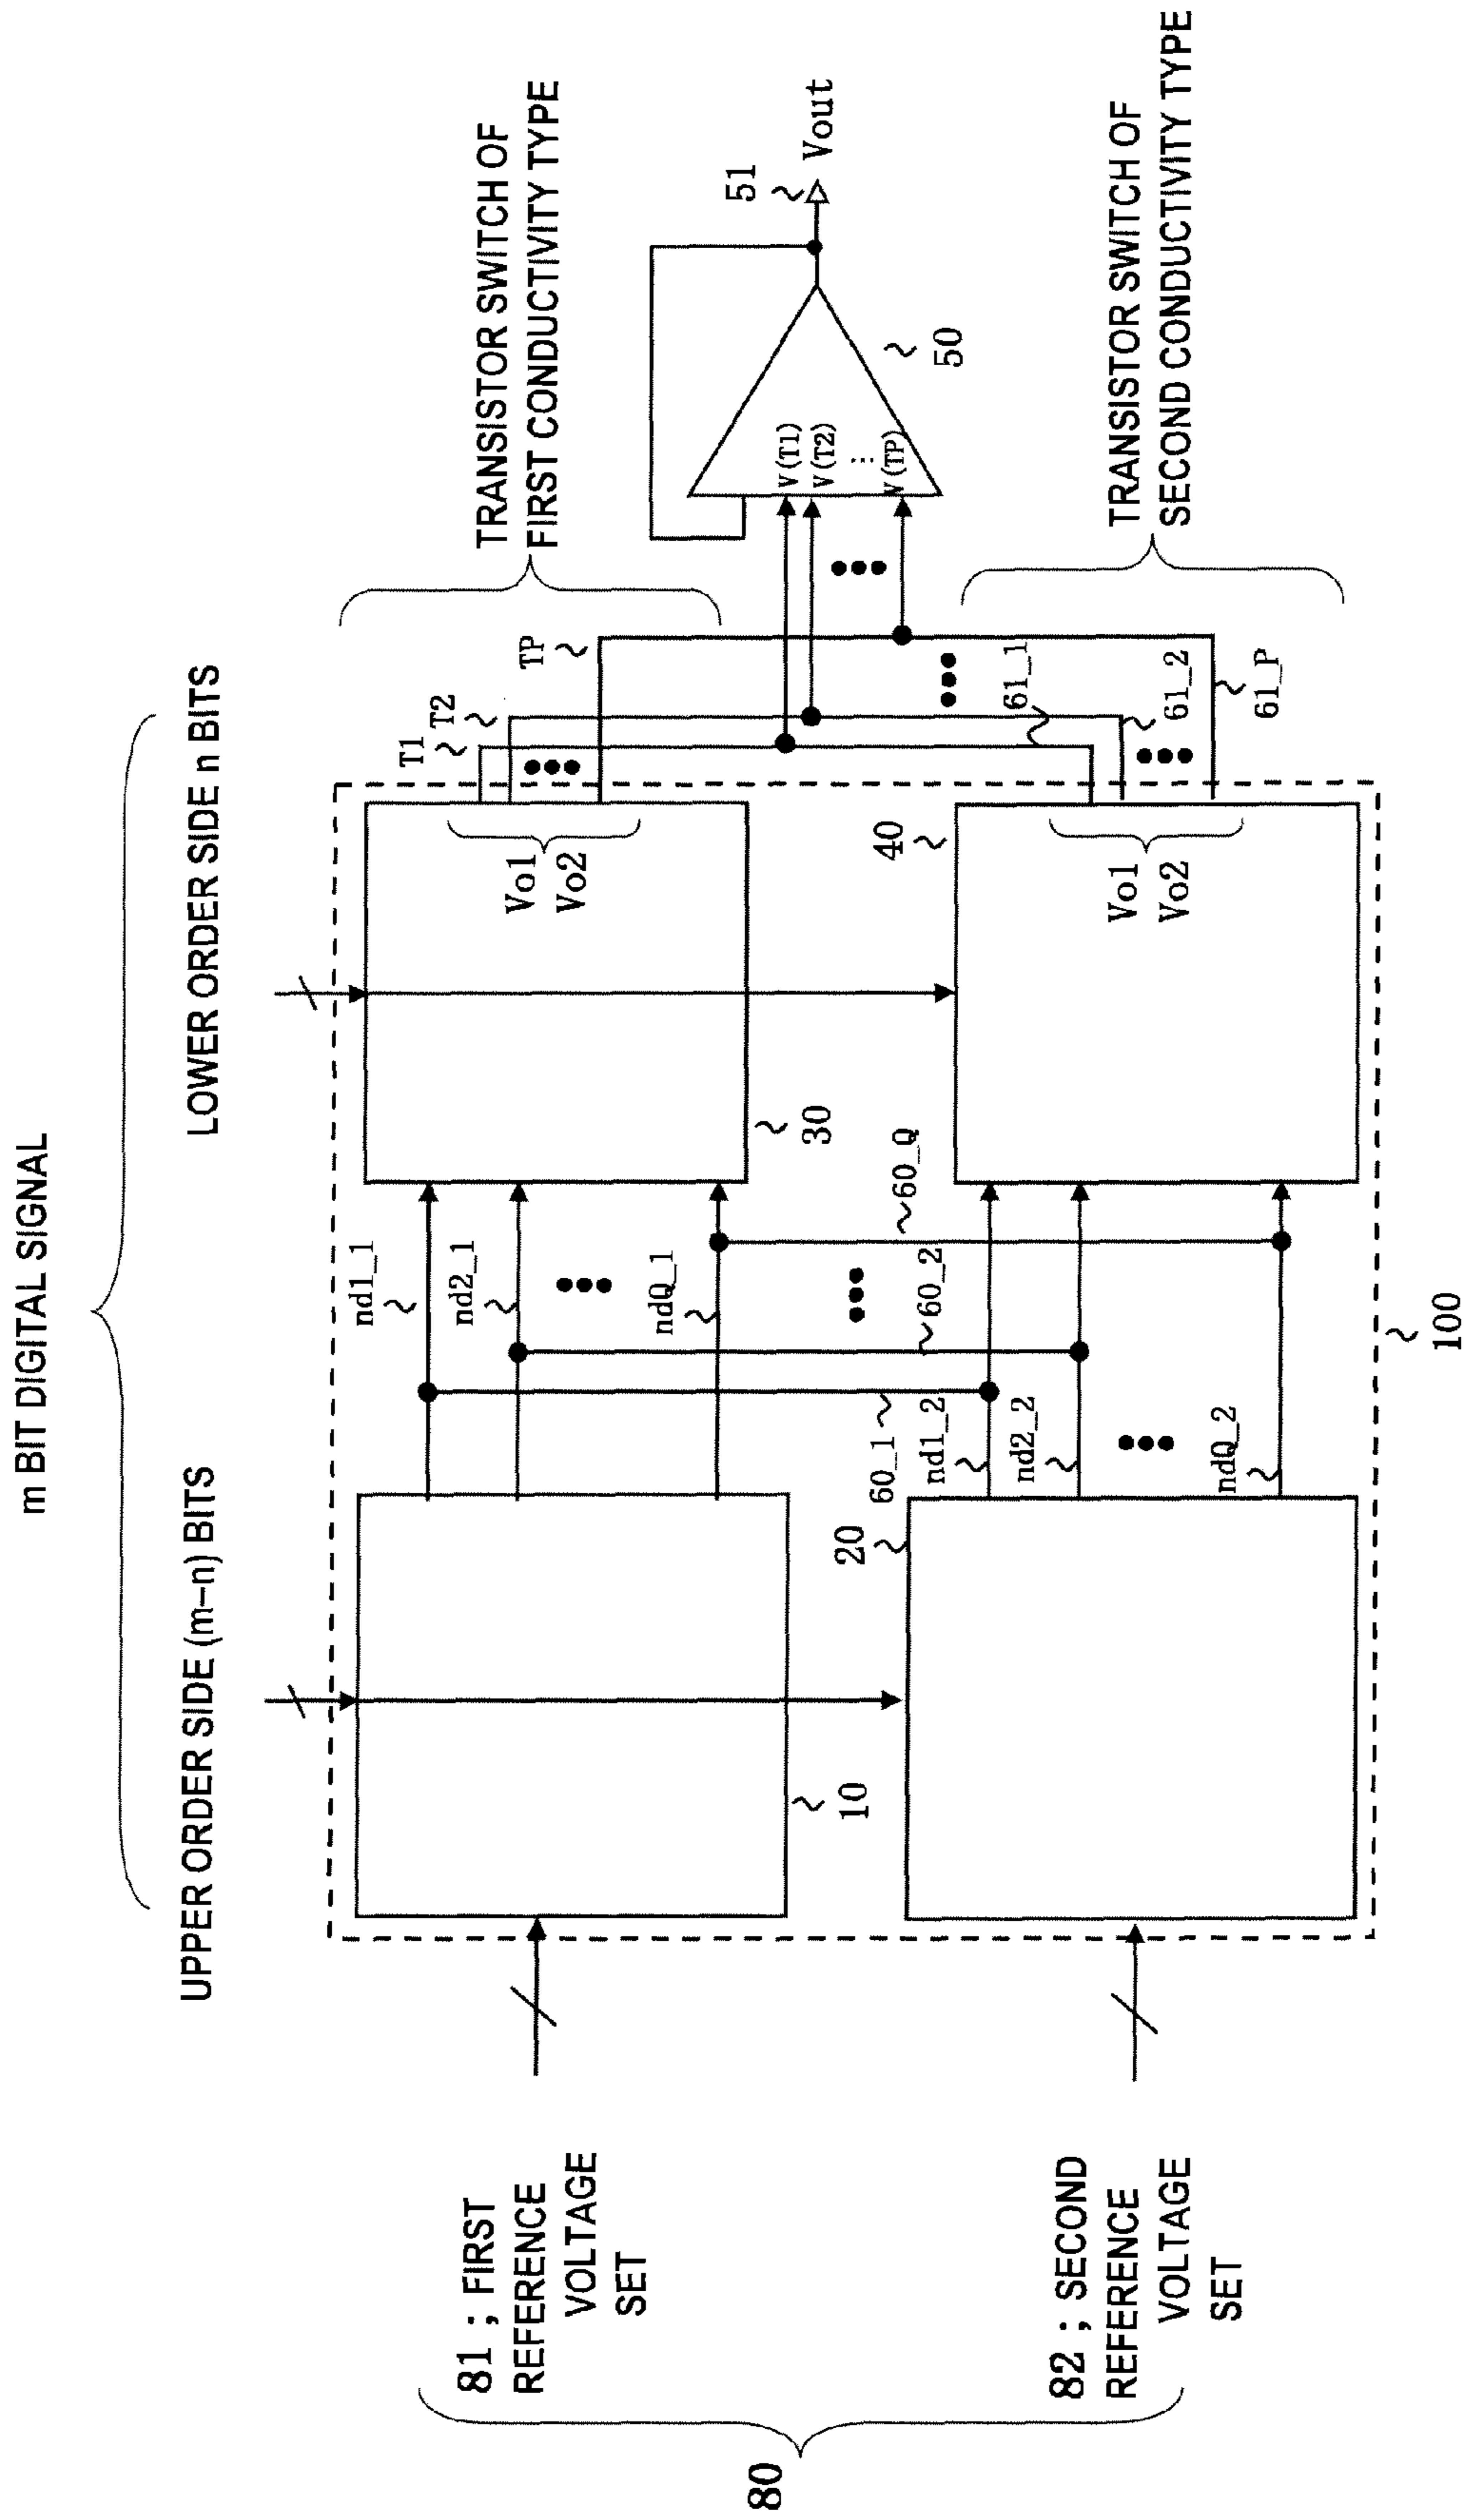 m BIT DIGITAL SIGNAL
UPPER ORDER SIDE (m−n) BITS
LOWER ORDER SIDE n BITS
80
81 ; FIRST
REFERENCE
VOLTAGE
SET
82 ; SECOND
REFERENCE
VOLTAGE
SET
10
20
nd1_1
nd2_1
ndQ_1
60_1
60_2
60_Q
nd1_2
nd2_2
ndQ_2
30
40
Vo1
Vo2
Vo1
Vo2
100
T1
T2
TP
61_1
61_2
61_P
TRANSISTOR SWITCH OF
FIRST CONDUCTIVITY TYPE
V(T1)
V(T2)
V(TP)
50
51
Vout
TRANSISTOR SWITCH OF
SECOND CONDUCTIVITY TYPE